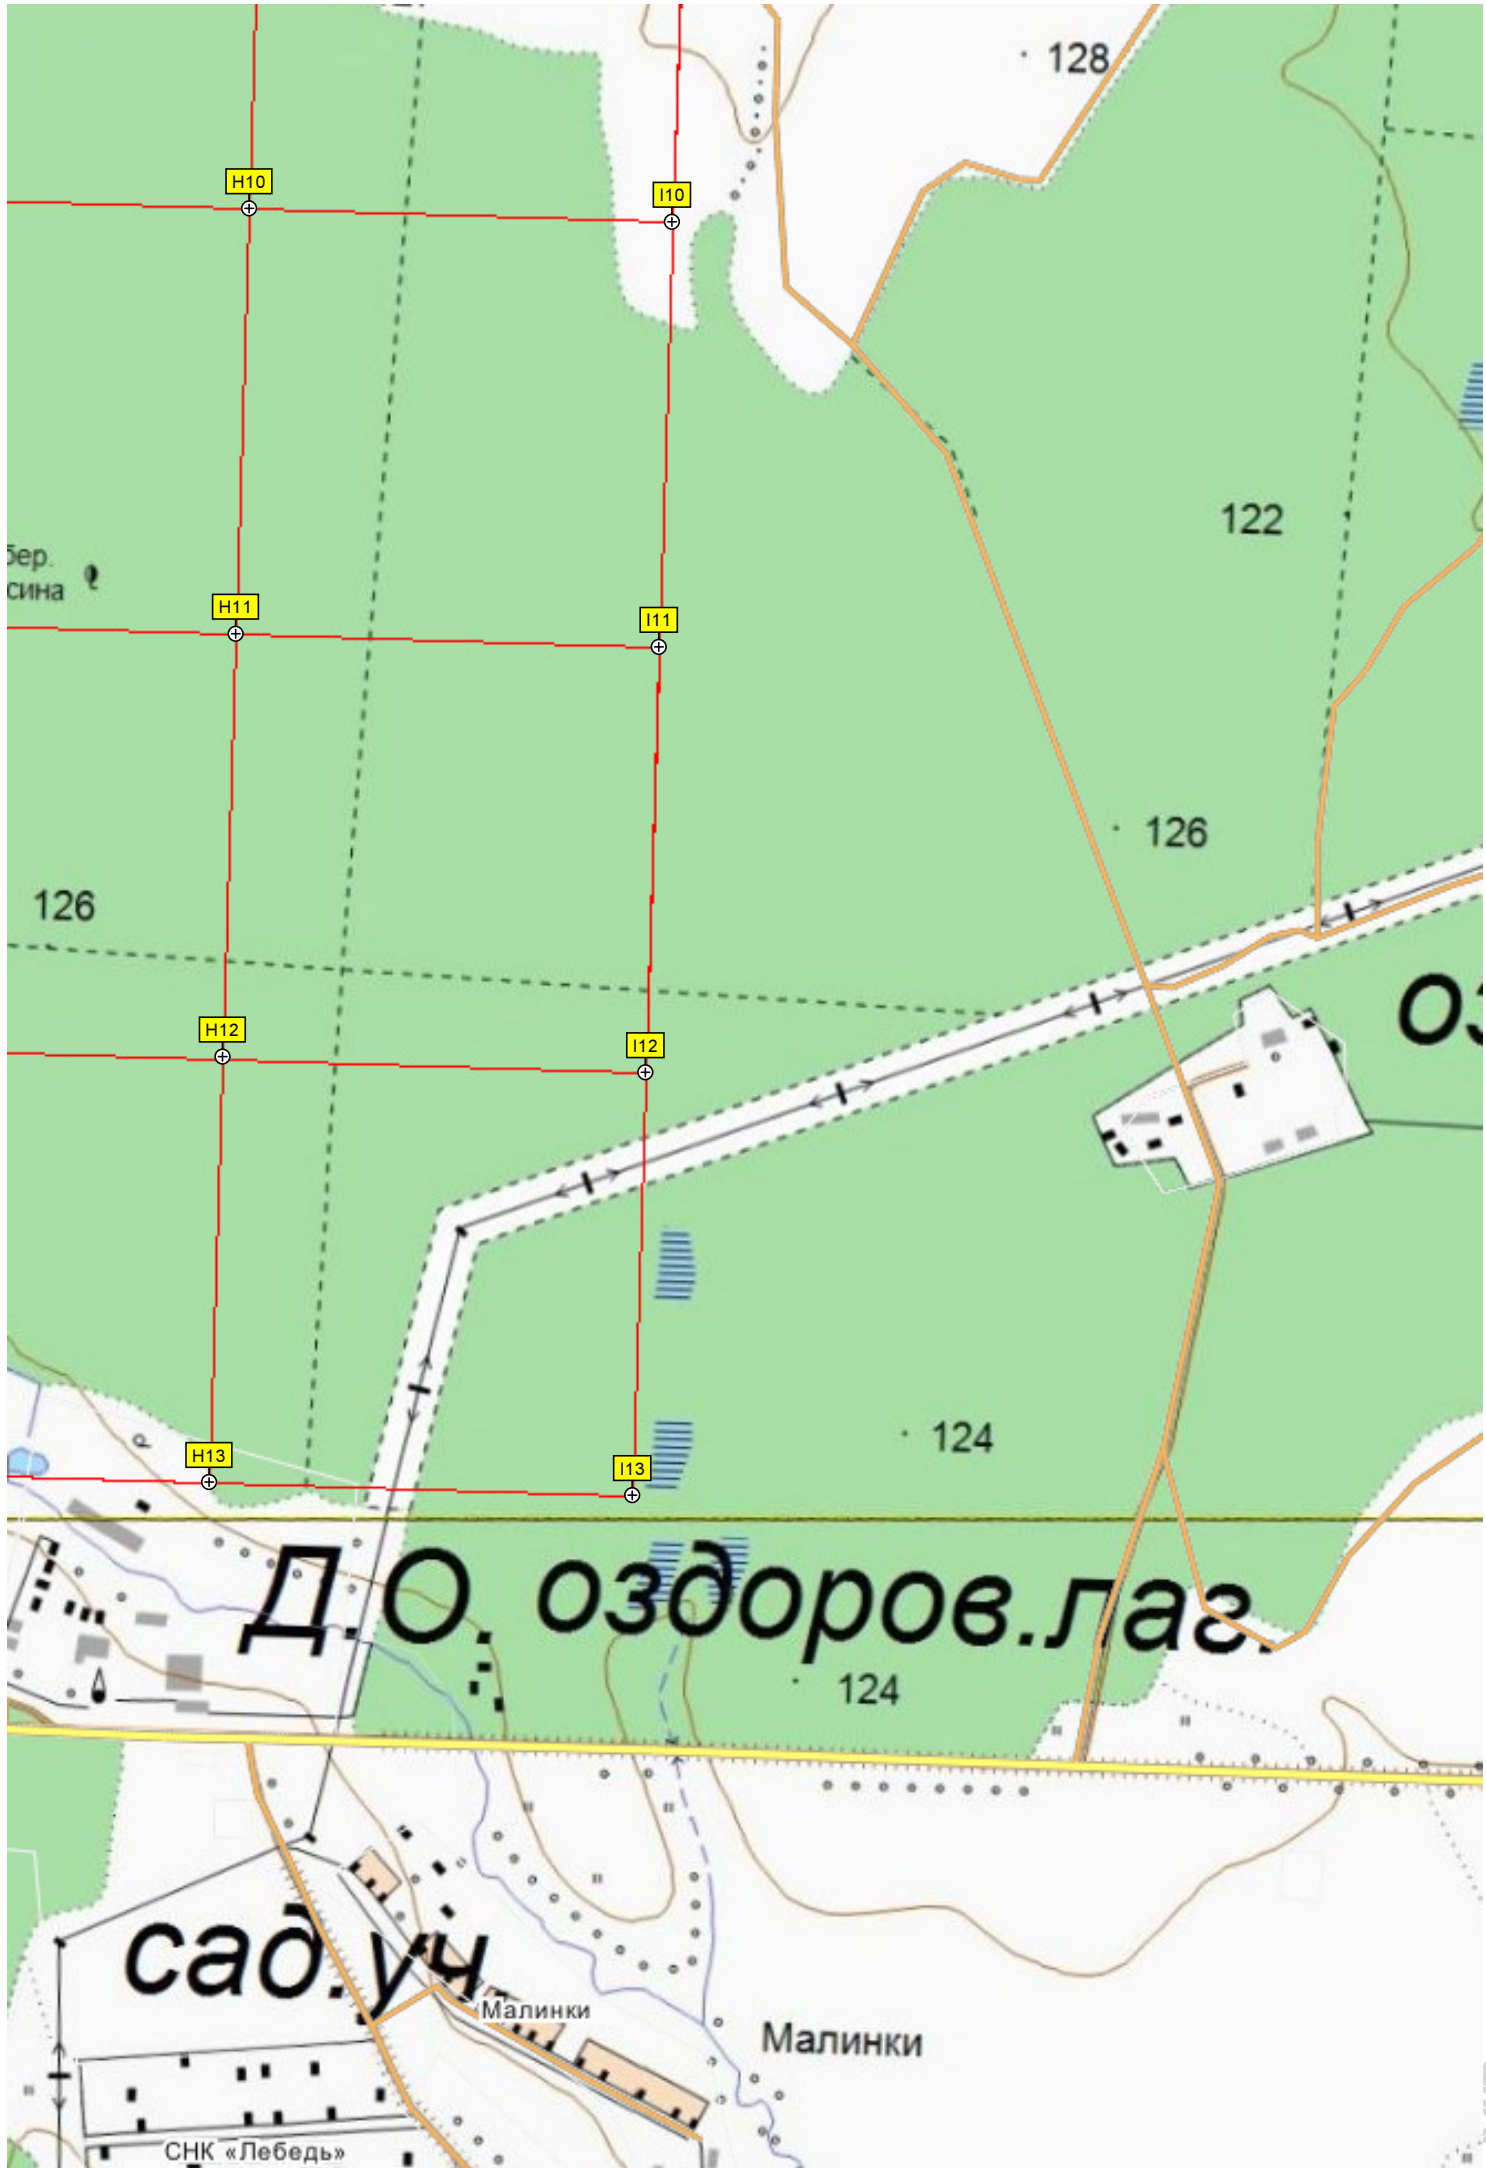 128
H10
I10
122
бер.
сина
H11
I11
126
126
оз
H12
I12
124
H13
I13
Д.О. оздоров.лаг.
124
сад.уч
Малинки
Малинки
СНК «Лебедь»